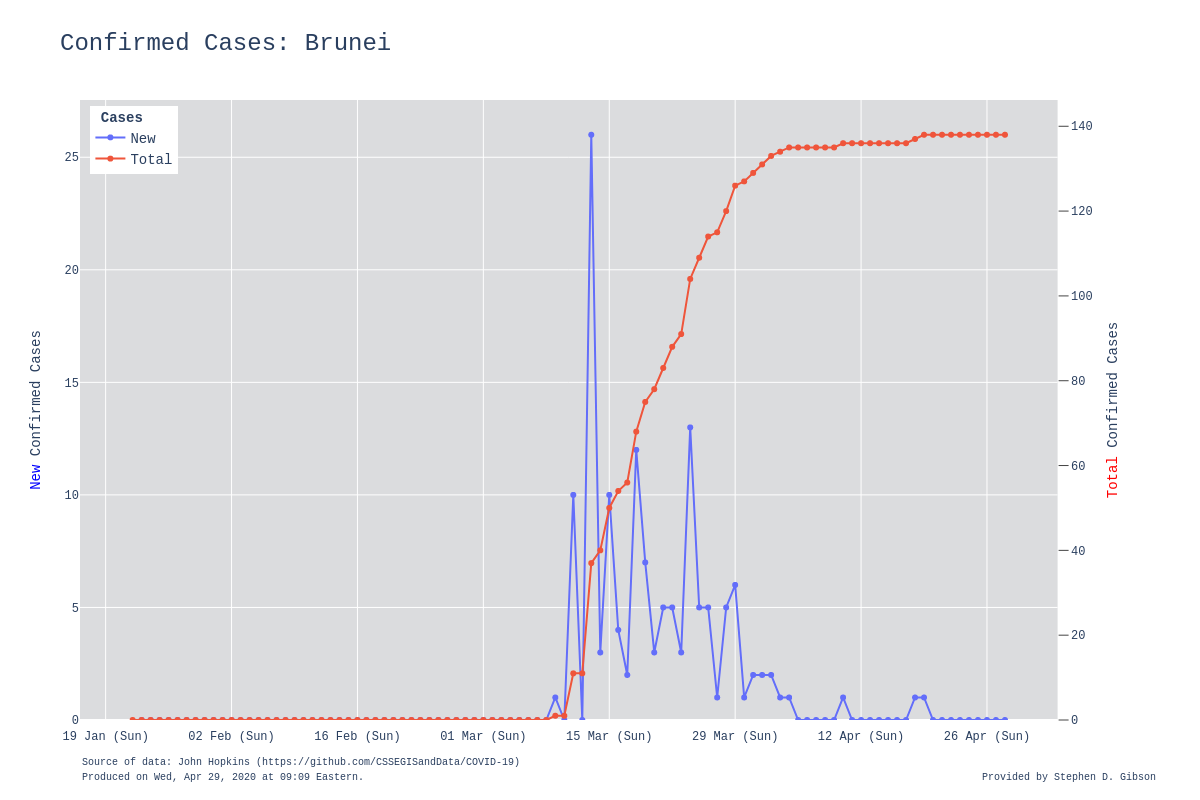 Confirmed Cases: Brunei
Cases
New
Total
25
20
15
10
5
0
140
120
100
80
60
40
20
0
New Confirmed Cases
Total Confirmed Cases
19 Jan (Sun) 02 Feb (Sun) 16 Feb (Sun) 01 Mar (Sun) 15 Mar (Sun) 29 Mar (Sun) 12 Apr (Sun) 26 Apr (Sun)
Source of data: John Hopkins (https://github.com/CSSEGISandData/COVID-19)
Produced on Wed, Apr 29, 2020 at 09:09 Eastern.
Provided by Stephen D. Gibson